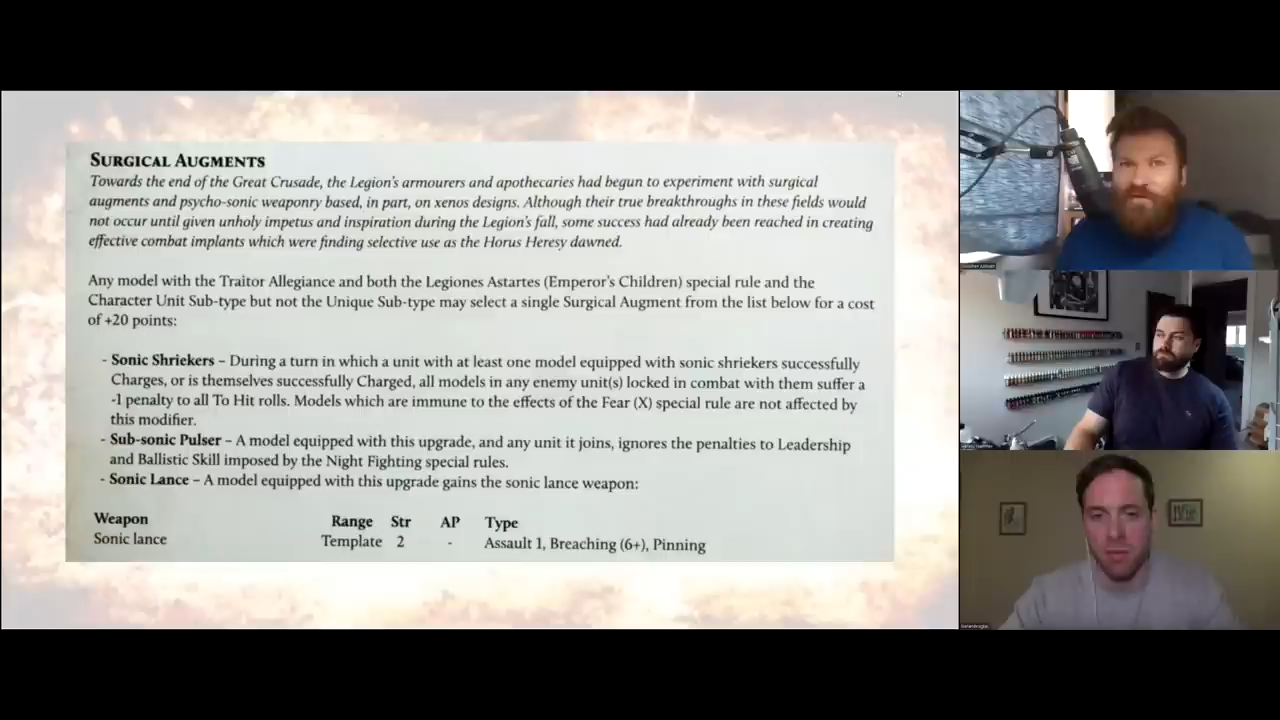 SURGICAL AUGMENTS
Towards the end of the Great Crusade, the Legion's armourers and apothecaries had begun to experiment with surgical
augments and psycho-sonic weaponry based, in part, on xenos designs. Although their true breakthroughs in these fields would
not occur until given unholy impetus and inspiration during the Legion's fall, some success had already been reached in creating
effective combat implants which were finding selective use as the Horus Heresy dawned.
Any model with the Traitor Allegiance and both the Legiones Astartes (Emperor's Children) special rule and the
Character Unit Sub-type but not the Unique Sub-type may select a single Surgical Augment from the list below for a cost
of +20 points:
- Sonic Shriekers – During a turn in which a unit with at least one model equipped with sonic shriekers successfully
Charges, or is themselves successfully Charged, all models in any enemy unit(s) locked in combat with them suffer a
-1 penalty to all To Hit rolls. Models which are immune to the effects of the Fear (X) special rule are not affected by
this modifier.
- Sub-sonic Pulser – A model equipped with this upgrade, and any unit it joins, ignores the penalties to Leadership
and Ballistic Skill imposed by the Night Fighting special rules.
- Sonic Lance – A model equipped with this upgrade gains the sonic lance weapon:
Weapon Range Str AP Type
Sonic lance Template 2 - Assault 1, Breaching (6+), Pinning